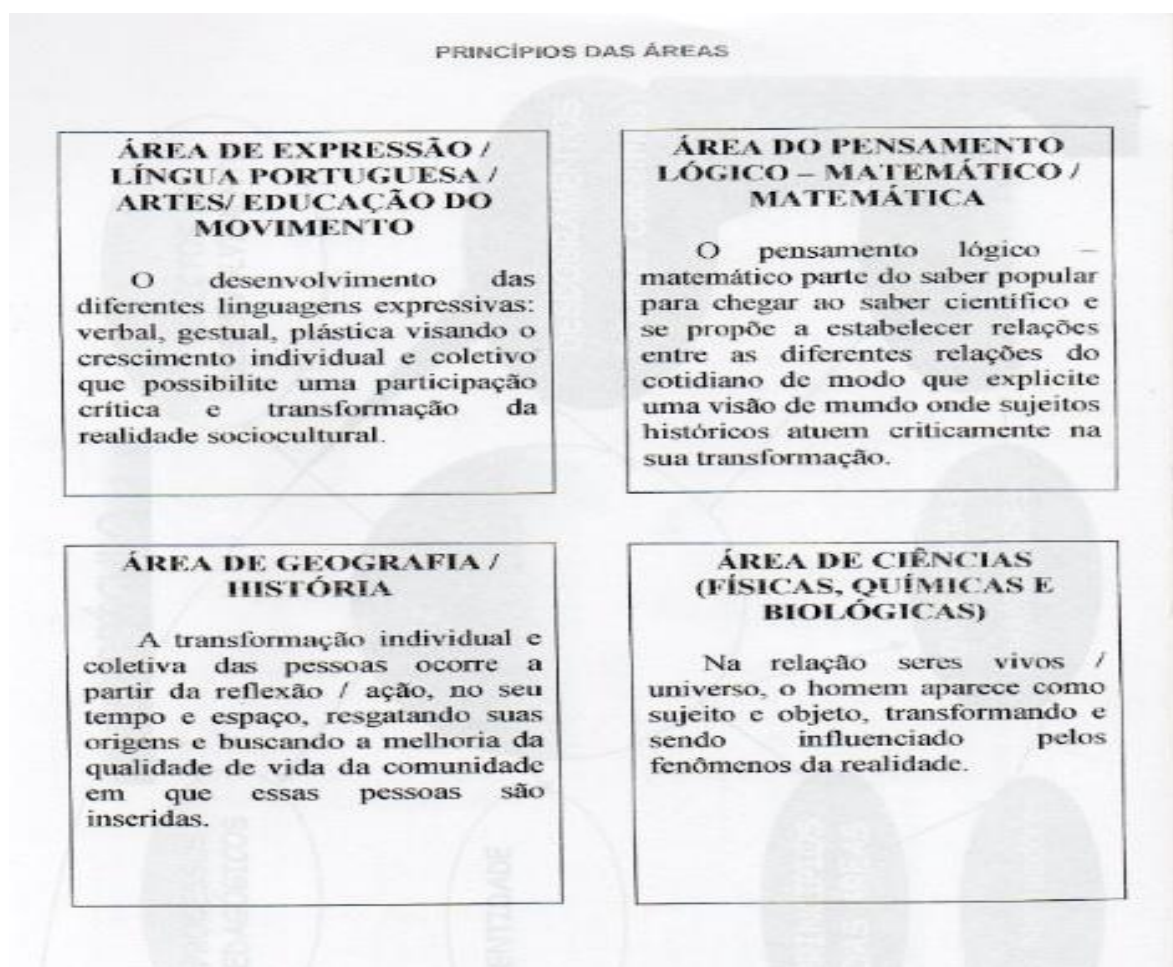 PRINCÍPIOS DAS ÁREAS
ÁREA DE EXPRESSÃO /
LÍNGUA PORTUGUESA /
ARTES/ EDUCAÇÃO DO
MOVIMENTO
O desenvolvimento das
diferentes linguagens expressivas:
verbal, gestual, plástica visando o
crescimento individual e coletivo
que possibilite uma participação
crítica e transformação da
realidade sociocultural.
ÁREA DO PENSAMENTO
LÓGICO – MATEMÁTICO /
MATEMÁTICA
O pensamento lógico –
matemático parte do saber popular
para chegar ao saber científico e
se propõe a estabelecer relações
entre as diferentes relações do
cotidiano de modo que explicite
uma visão de mundo onde sujeitos
históricos atuem criticamente na
sua transformação.
ÁREA DE GEOGRAFIA /
HISTÓRIA
A transformação individual e
coletiva das pessoas ocorre a
partir da reflexão / ação, no seu
tempo e espaço, resgatando suas
origens e buscando a melhoria da
qualidade de vida da comunidade
em que essas pessoas são
inseridas.
ÁREA DE CIÊNCIAS
(FÍSICAS, QUÍMICAS E
BIOLÓGICAS)
Na relação seres vivos /
universo, o homem aparece como
sujeito e objeto, transformando e
sendo influenciado pelos
fenômenos da realidade.